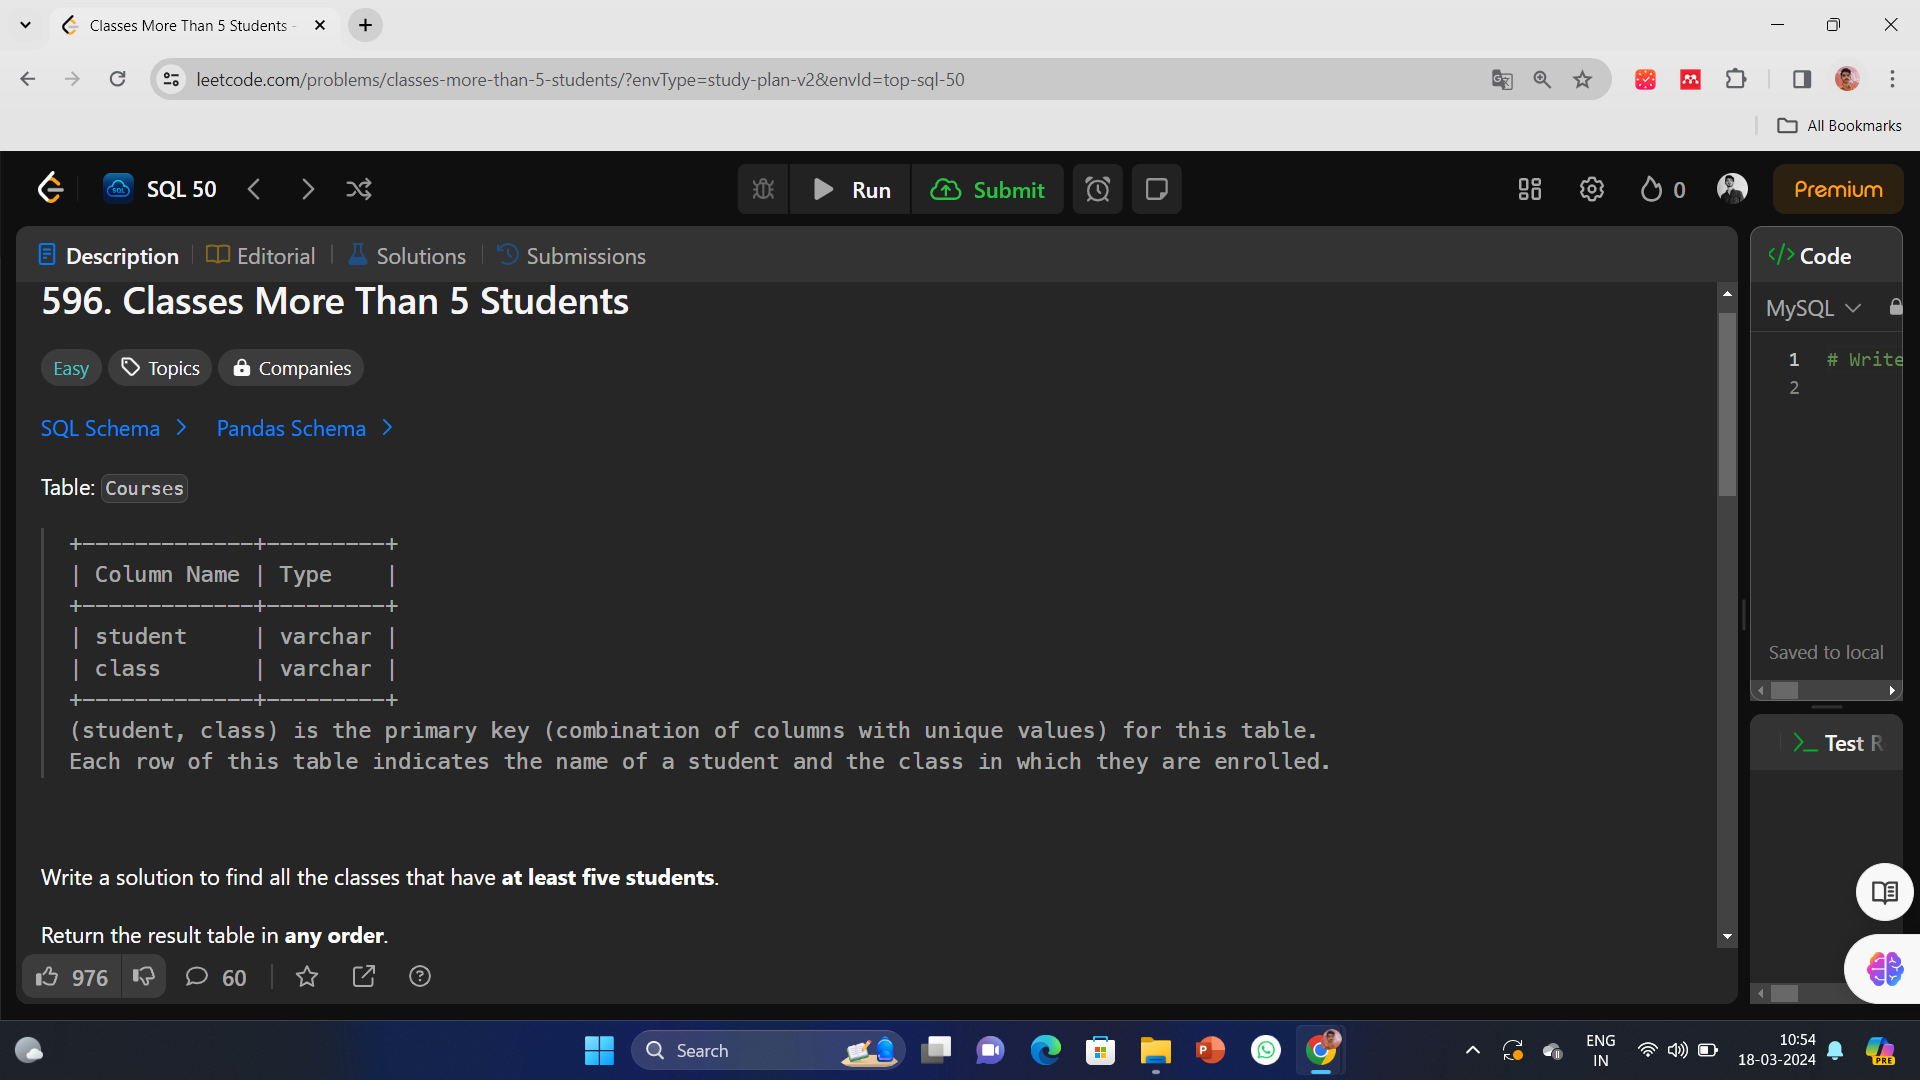 Classes More Than 5 Students -
leetcode.com/problems/classes-more-than-5-students/?envType=study-plan-v2&envId=top-sql-50
All Bookmarks
SQL 50
Run
Submit
0
Premium
Description
Editorial
Solutions
Submissions
</> Code
596. Classes More Than 5 Students
MySQL
Easy
Topics
Companies
1 # Write
2
SQL Schema
Pandas Schema
Table: Courses
+-------------+---------+
| Column Name | Type    |
+-------------+---------+
| student     | varchar |
| class       | varchar |
+-------------+---------+
(student, class) is the primary key (combination of columns with unique values) for this table.
Each row of this table indicates the name of a student and the class in which they are enrolled.
Saved to local
>_ Test R
Write a solution to find all the classes that have at least five students.
Return the result table in any order.
976
60
Search
ENG
IN
10:54
18-03-2024
PRE